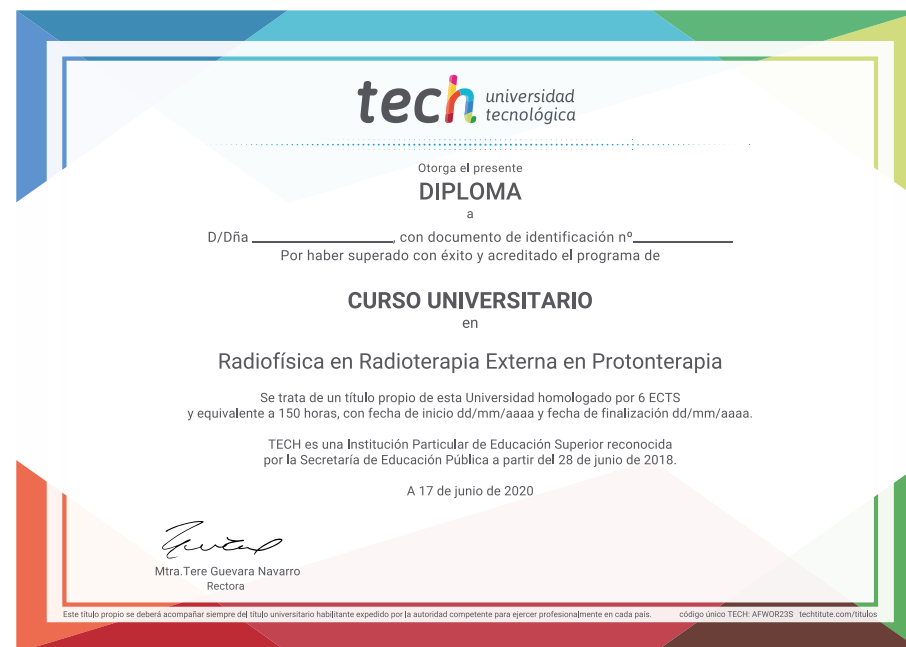 tech universidad
tecnológica
Otorga el presente
DIPLOMA
a
D/Dña ____________________, con documento de identificación nº______________
Por haber superado con éxito y acreditado el programa de
CURSO UNIVERSITARIO
en
Radiofísica en Radioterapia Externa en Protonterapia
Se trata de un título propio de esta Universidad homologado por 6 ECTS
y equivalente a 150 horas, con fecha de inicio dd/mm/aaaa y fecha de finalización dd/mm/aaaa.
TECH es una Institución Particular de Educación Superior reconocida
por la Secretaría de Educación Pública a partir del 28 de junio de 2018.
A 17 de junio de 2020
Mtra.Tere Guevara Navarro
Rectora
Este título propio se deberá acompañar siempre del título universitario habilitante expedido por la autoridad competente para ejercer profesionalmente en cada país. código único TECH: AFWOR23S techtitute.com/titulos